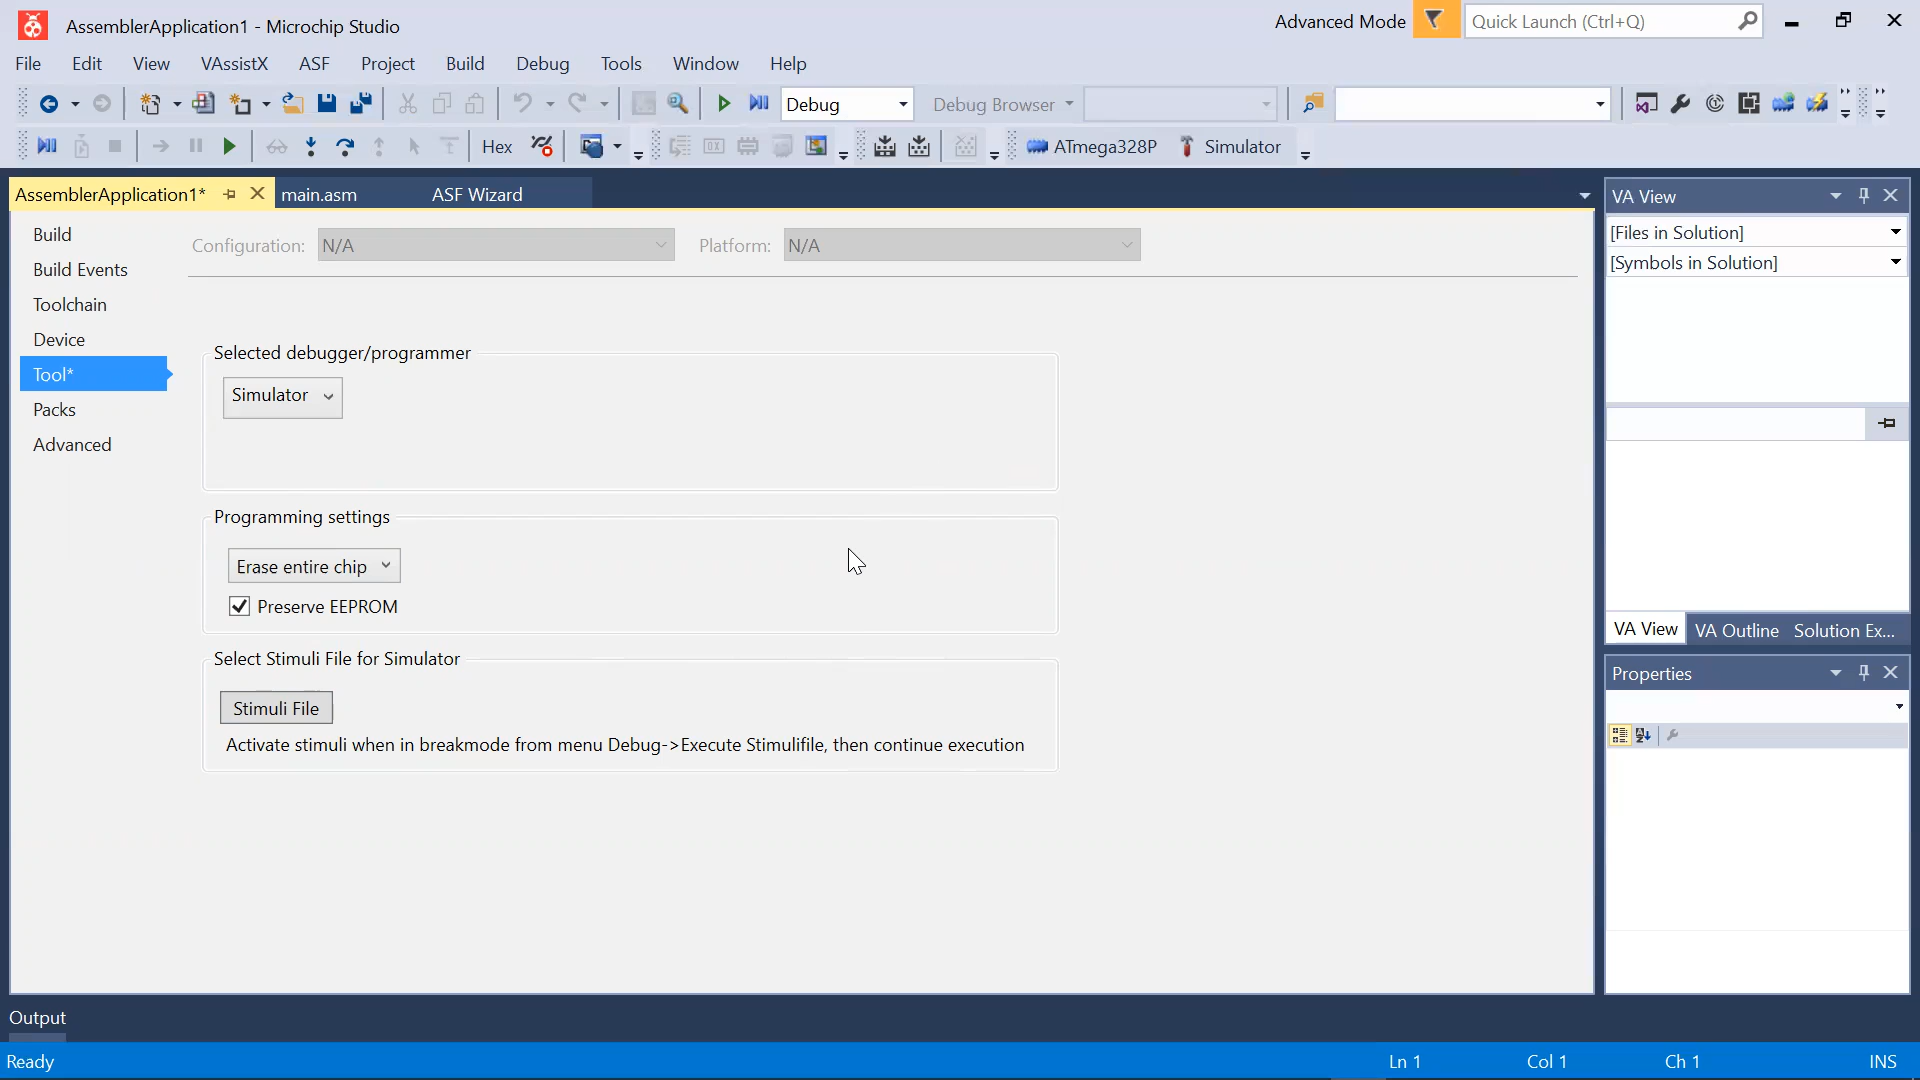 AssemblerApplication1 - Microchip Studio
Advanced Mode
Quick Launch (Ctrl+Q)
File Edit View VAssistX ASF Project Build Debug Tools Window Help
Debug
Debug Browser
Hex
ATmega328P
Simulator
AssemblerApplication1*
main.asm
ASF Wizard
Build
Build Events
Toolchain
Device
Tool*
Packs
Advanced
Configuration: N/A
Platform: N/A
Selected debugger/programmer
Simulator
Programming settings
Erase entire chip
Preserve EEPROM
Select Stimuli File for Simulator
Stimuli File
Activate stimuli when in breakmode from menu Debug->Execute Stimulifile, then continue execution
VA View
[Files in Solution]
[Symbols in Solution]
VA View VA Outline Solution Ex...
Properties
Output
Ready
Ln 1 Col 1 Ch 1 INS